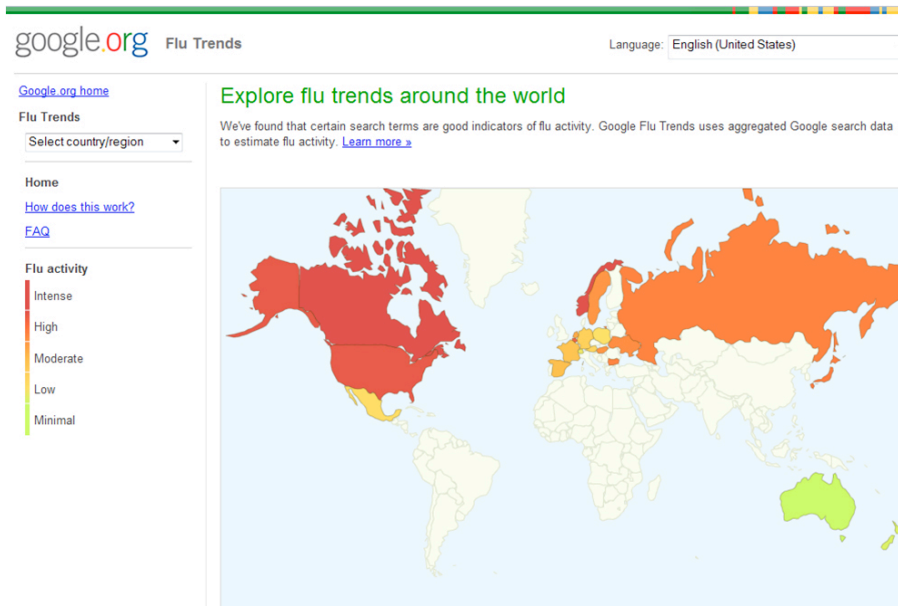 google.org Flu Trends
Language: English (United States)
Google.org home
Flu Trends
Select country/region
Home
How does this work?
FAQ
Flu activity
Intense
High
Moderate
Low
Minimal
Explore flu trends around the world
We've found that certain search terms are good indicators of flu activity. Google Flu Trends uses aggregated Google search data
to estimate flu activity. Learn more »